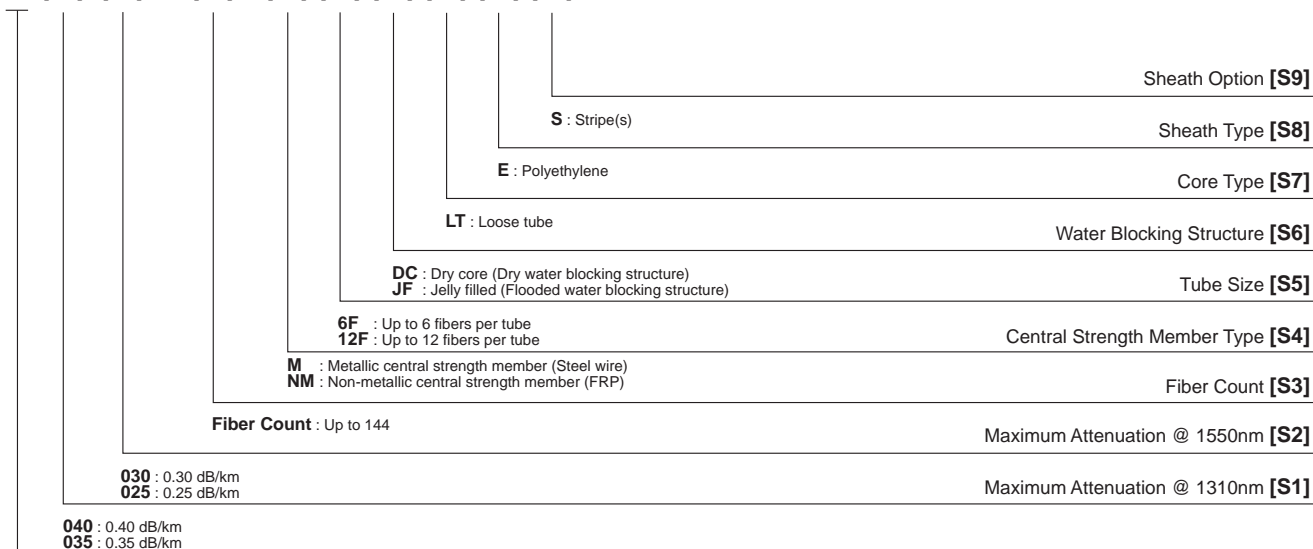 Sheath Option [S9]
S : Stripe(s)
Sheath Type [S8]
E : Polyethylene
Core Type [S7]
LT : Loose tube
Water Blocking Structure [S6]
DC : Dry core (Dry water blocking structure)
JF : Jelly filled (Flooded water blocking structure)
Tube Size [S5]
6F : Up to 6 fibers per tube
12F : Up to 12 fibers per tube
Central Strength Member Type [S4]
M : Metallic central strength member (Steel wire)
NM : Non-metallic central strength member (FRP)
Fiber Count [S3]
Fiber Count : Up to 144
Maximum Attenuation @ 1550nm [S2]
030 : 0.30 dB/km
025 : 0.25 dB/km
Maximum Attenuation @ 1310nm [S1]
040 : 0.40 dB/km
035 : 0.35 dB/km